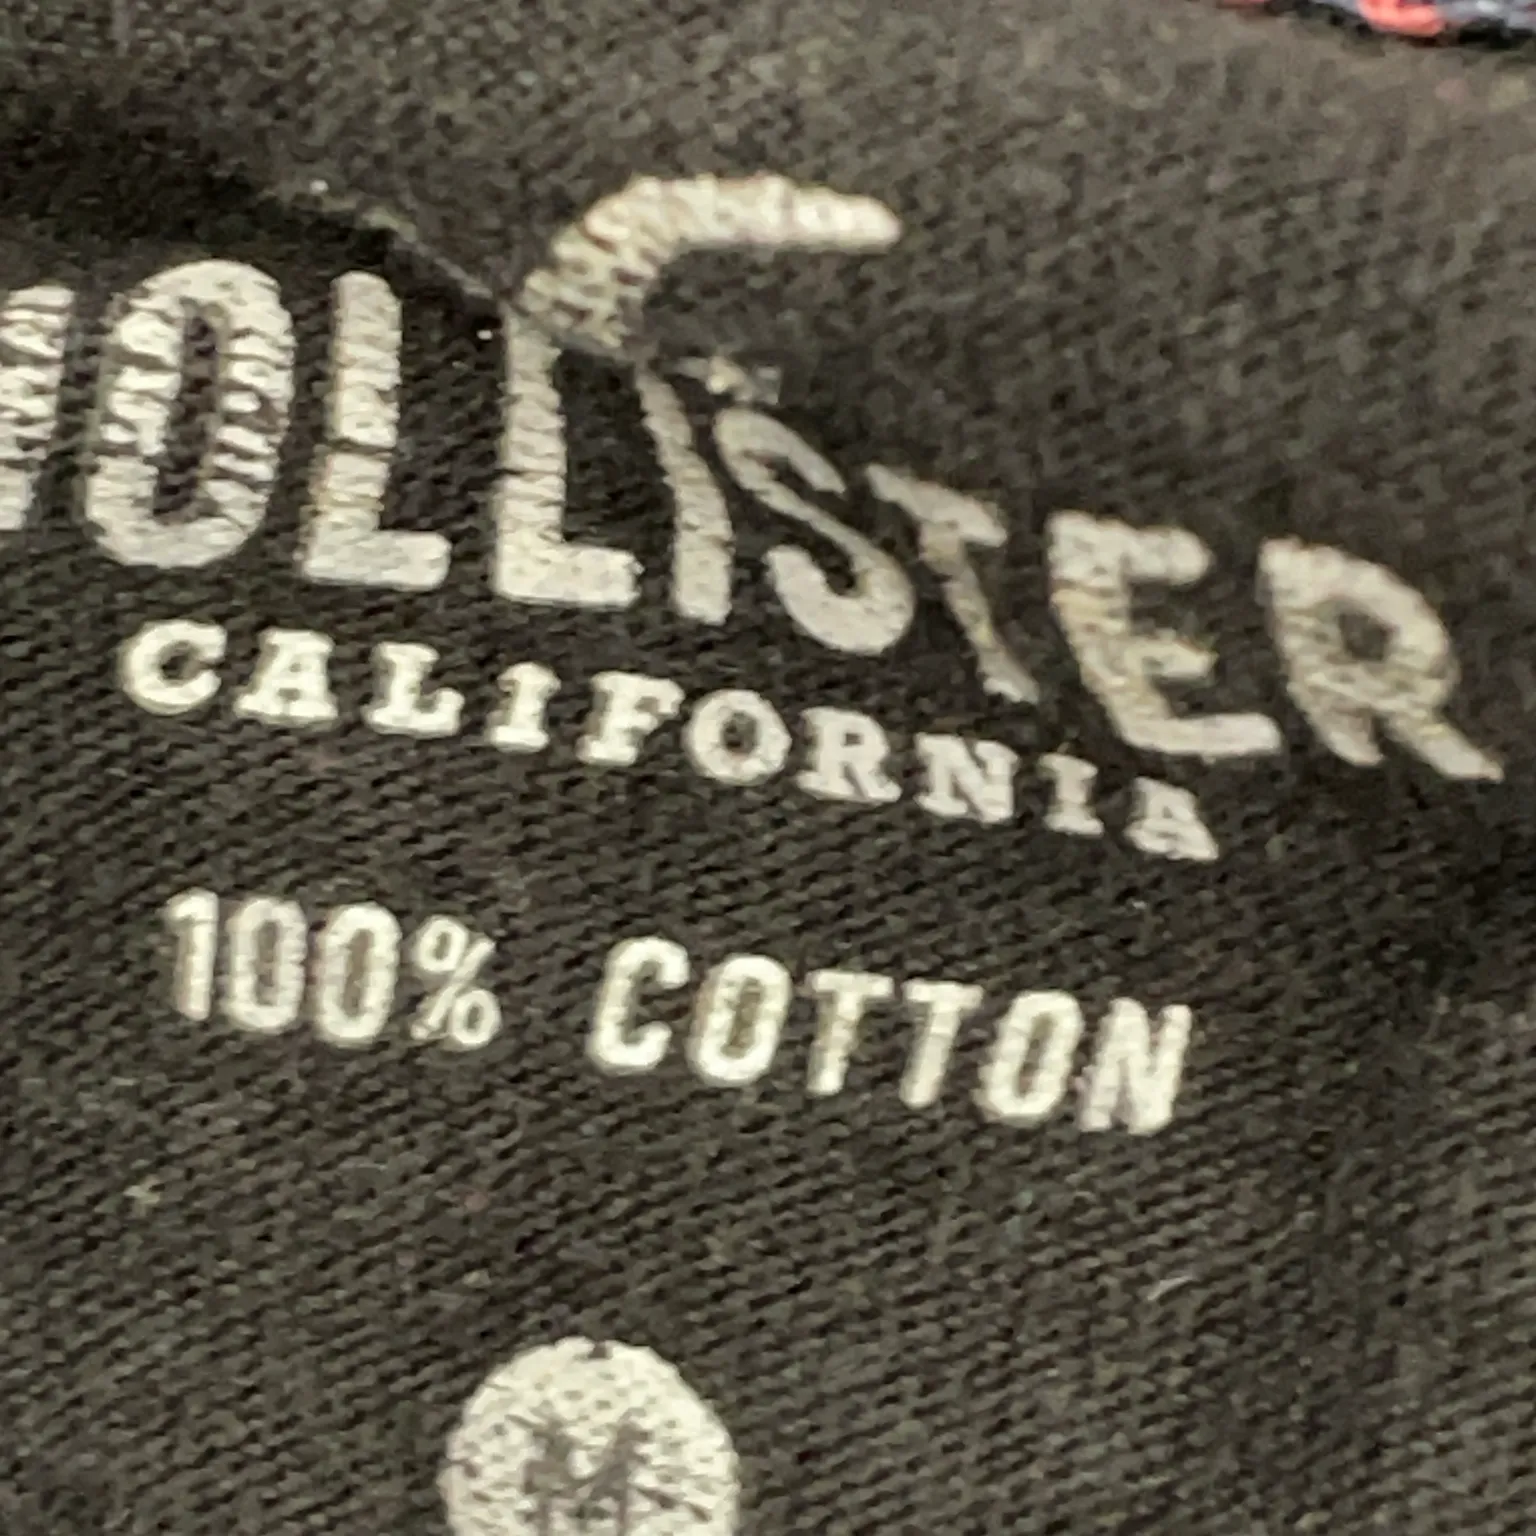 HOLLISTER
CALIFORNIA
100% COTTON
M